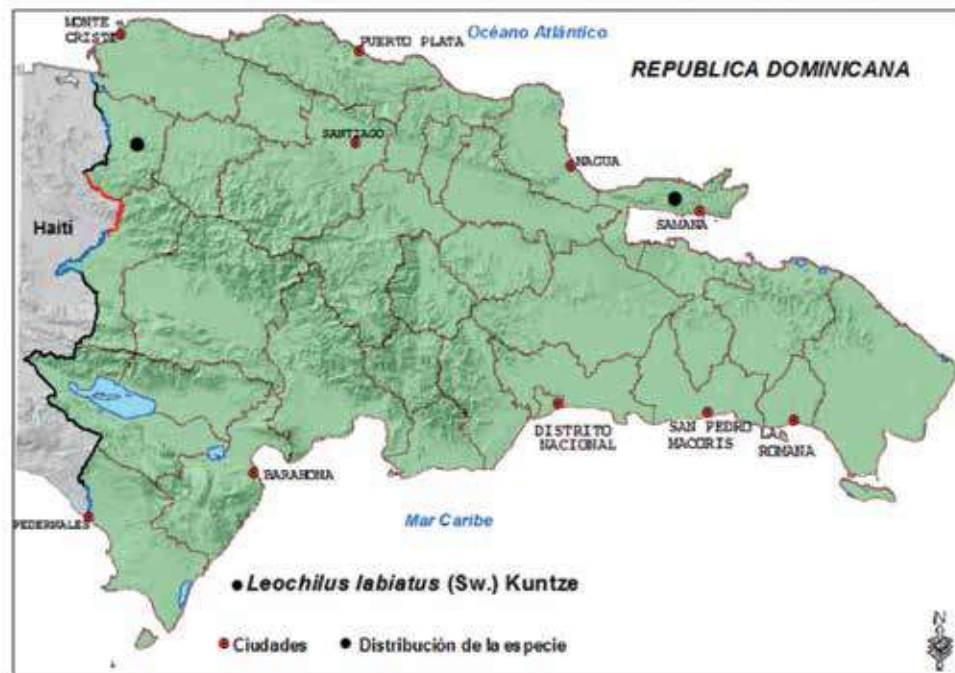 MONTE
CRISTI
PUERTO PLATA
Océano Atlántico
REPUBLICA DOMINICANA
SANTIAGO
NAGUA
Haití
SAMANA
DISTRITO
NACIONAL
SAN PEDRO
MACORIS
LA
ROMANA
BARAHONA
PEDERNALES
Mar Caribe
Leochilus labiatus (Sw.) Kuntze
Ciudades
Distribución de la especie
N